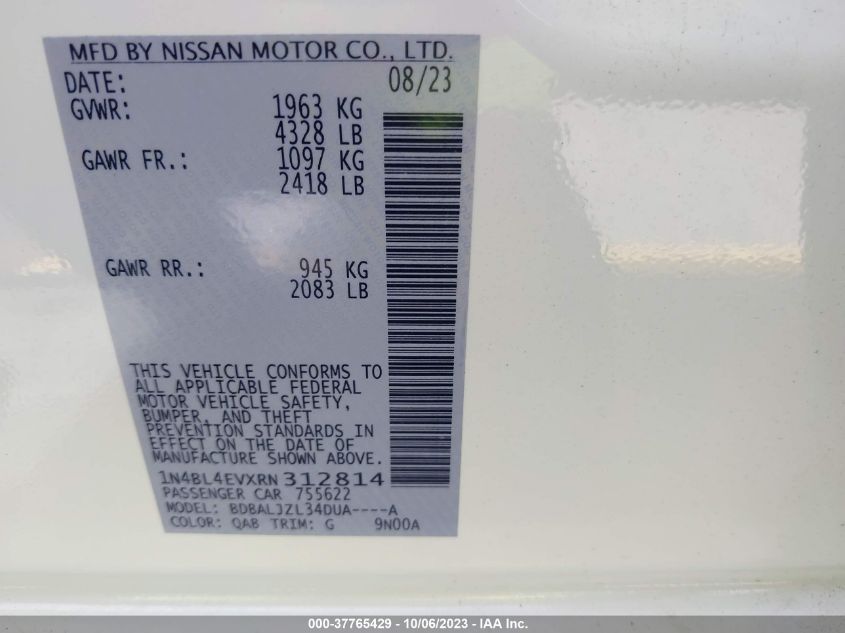 MFD BY NISSAN MOTOR CO., LTD.
DATE: 08/23
GVWR: 1963 KG
4328 LB
GAWR FR.: 1097 KG
2418 LB
GAWR RR.: 945 KG
2083 LB
THIS VEHICLE CONFORMS TO
ALL APPLICABLE FEDERAL
MOTOR VEHICLE SAFETY,
BUMPER, AND THEFT
PREVENTION STANDARDS IN
EFFECT ON THE DATE OF
MANUFACTURE SHOWN ABOVE.
1N4BL4EVXRN312814
PASSENGER CAR 755622
MODEL: BDBALJZL34DUA----A
COLOR: QAB TRIM: G 9N00A
000-37765429 - 10/06/2023 - IAA Inc.